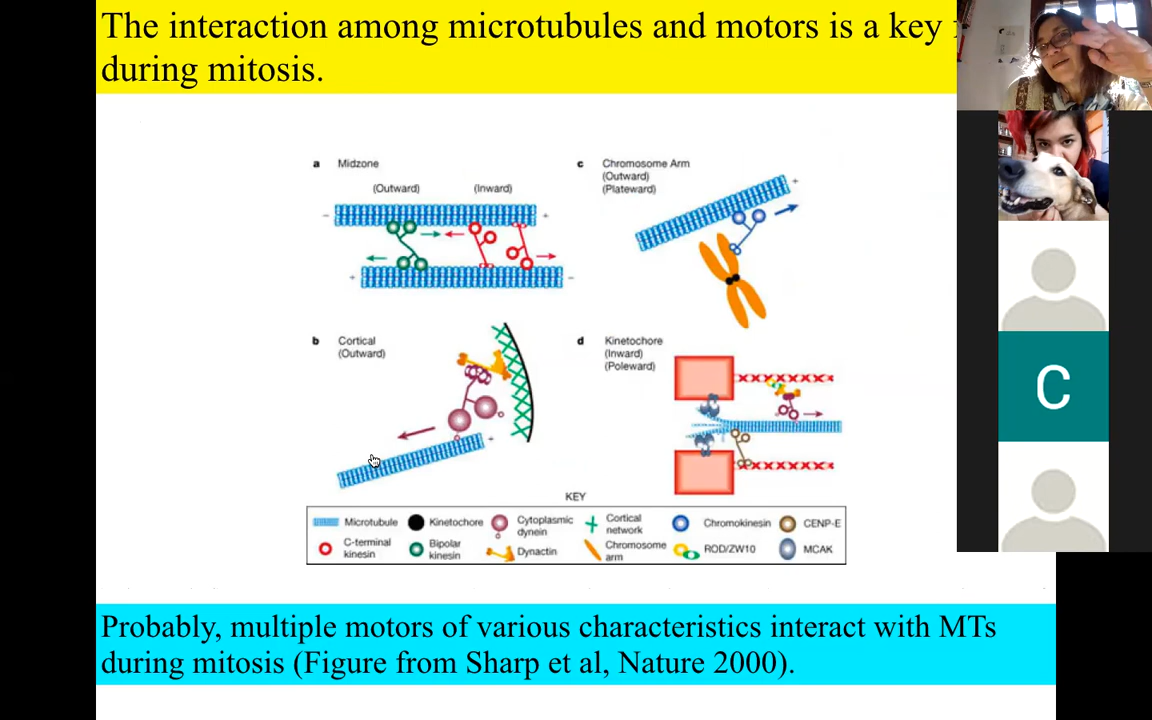 The interaction among microtubules and motors is a key
during mitosis.
a Midzone
(Outward) (Inward)
− +
+ −
c Chromosome Arm
(Outward)
(Plateward)
+
b Cortical
(Outward)
+
d Kinetochore
(Inward)
(Poleward)
KEY
Microtubule Kinetochore Cytoplasmic dynein Cortical network Chromokinesin CENP-E
C-terminal kinesin Bipolar kinesin Dynactin Chromosome arm ROD/ZW10 MCAK
C
Probably, multiple motors of various characteristics interact with MTs
during mitosis (Figure from Sharp et al, Nature 2000).